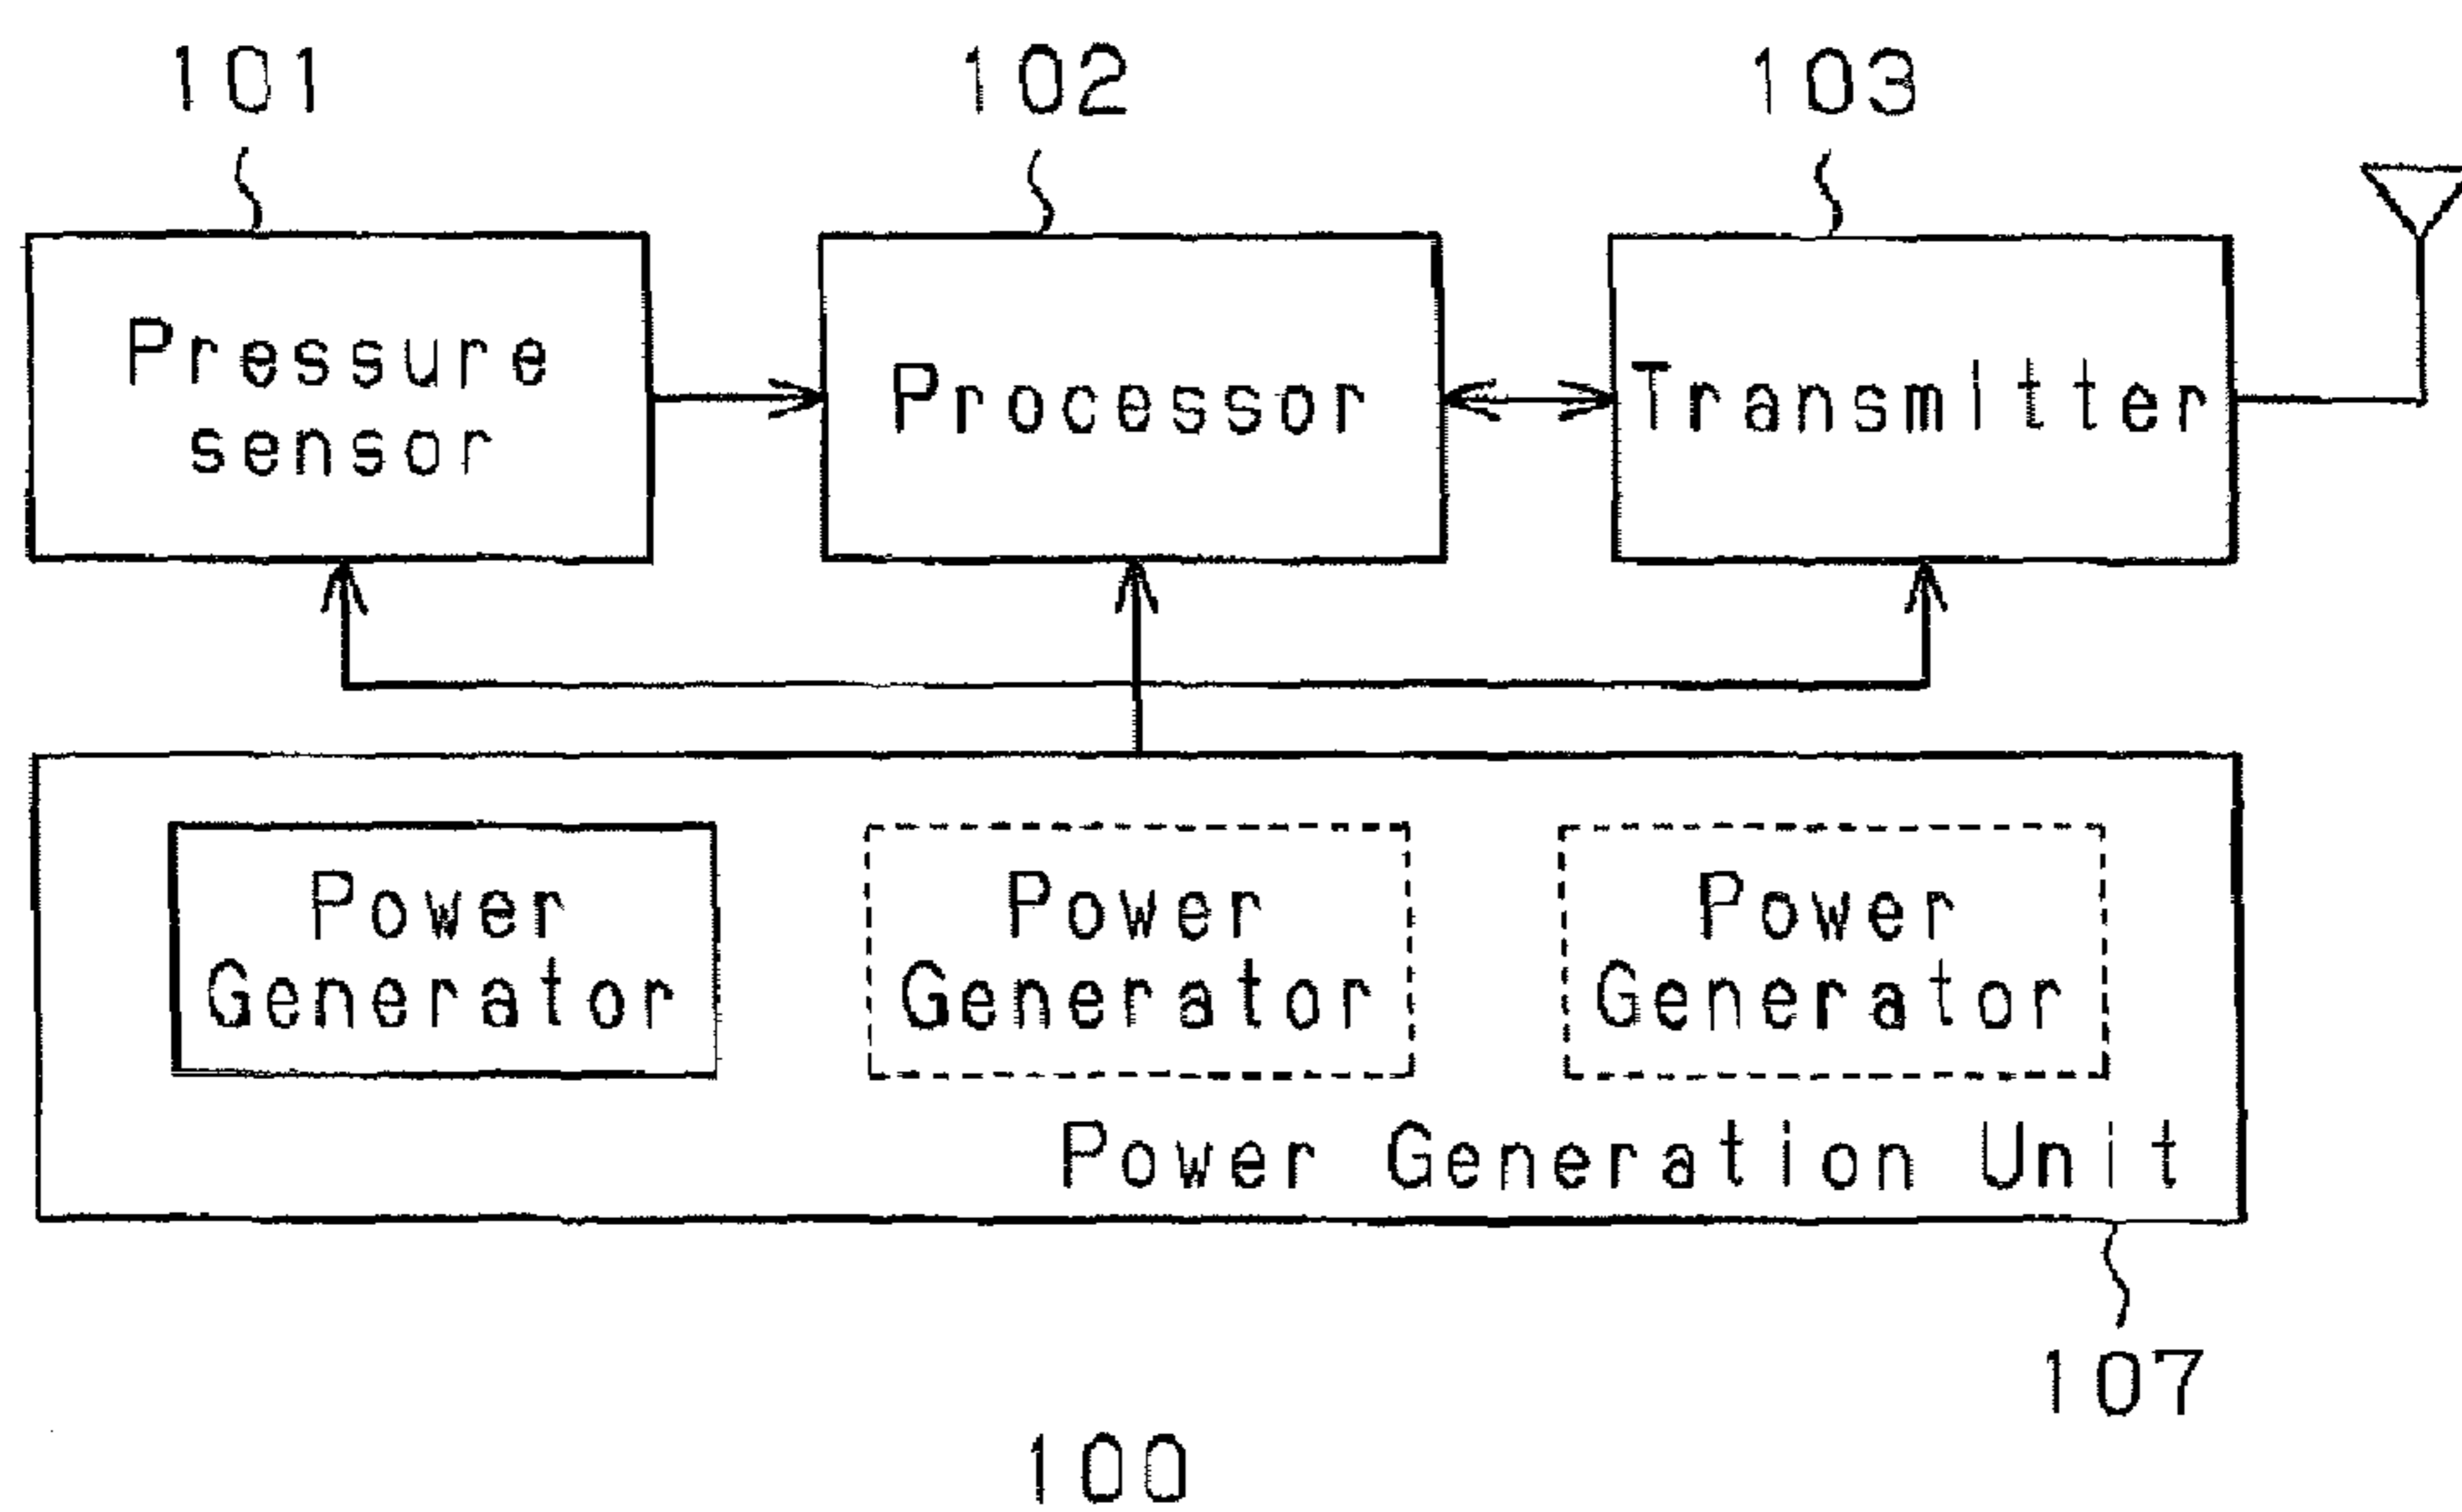 101
102
103
Pressure
sensor
Processor
Transmitter
Power
Generator
Power
Generator
Power
Generator
Power Generation Unit
107
100